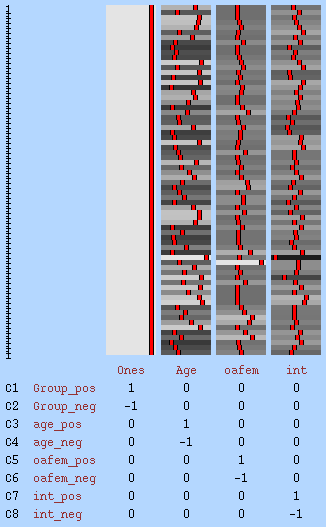 1
1
Ones Age oafem int
C1 Group_pos 1 0 0 0
C2 Group_neg -1 0 0 0
C3 age_pos 0 1 0 0
C4 age_neg 0 -1 0 0
C5 oafem_pos 0 0 1 0
C6 oafem_neg 0 0 -1 0
C7 int_pos 0 0 0 1
C8 int_neg 0 0 0 -1